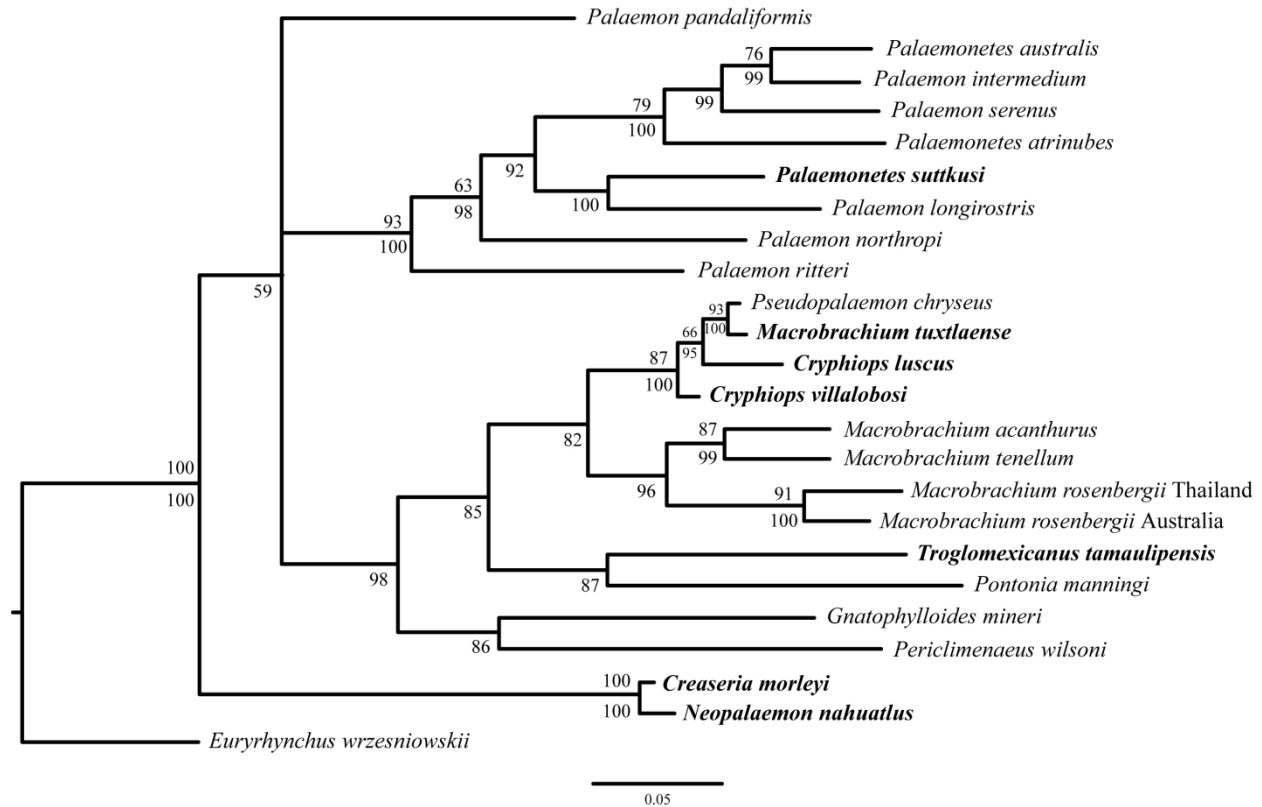 Palaemon pandaliformis
Palaemonetes australis
76
99
Palaemon intermedium
99
Palaemon serenus
79
100
Palaemonetes atrinubes
92
Palaemonetes suttkusi
100
Palaemon longirostris
63
98
Palaemon northropi
93
100
Palaemon ritteri
59
Pseudopalaemon chryseus
93
100
Macrobrachium tuxtlaense
66
95
Cryphiops luscus
87
100
Cryphiops villalobosi
82
Macrobrachium acanthurus
87
99
Macrobrachium tenellum
96
Macrobrachium rosenbergii Thailand
91
100
Macrobrachium rosenbergii Australia
85
Troglomexicanus tamaulipensis
87
Pontonia manningi
98
Gnatophylloides mineri
86
Periclimenaeus wilsoni
100
100
Creaseria morleyi
100
100
Neopalaemon nahuatlus
Euryrhynchus wrzesniowskii
0.05